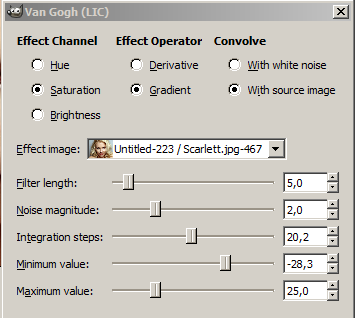 Van Gogh (LIC)
Effect Channel Effect Operator Convolve
Hue Derivative With white noise
Saturation Gradient With source image
Brightness
Effect image: Untitled-223 / Scarlett.jpg-467
Filter length: 5,0
Noise magnitude: 2,0
Integration steps: 20,2
Minimum value: -28,3
Maximum value: 25,0